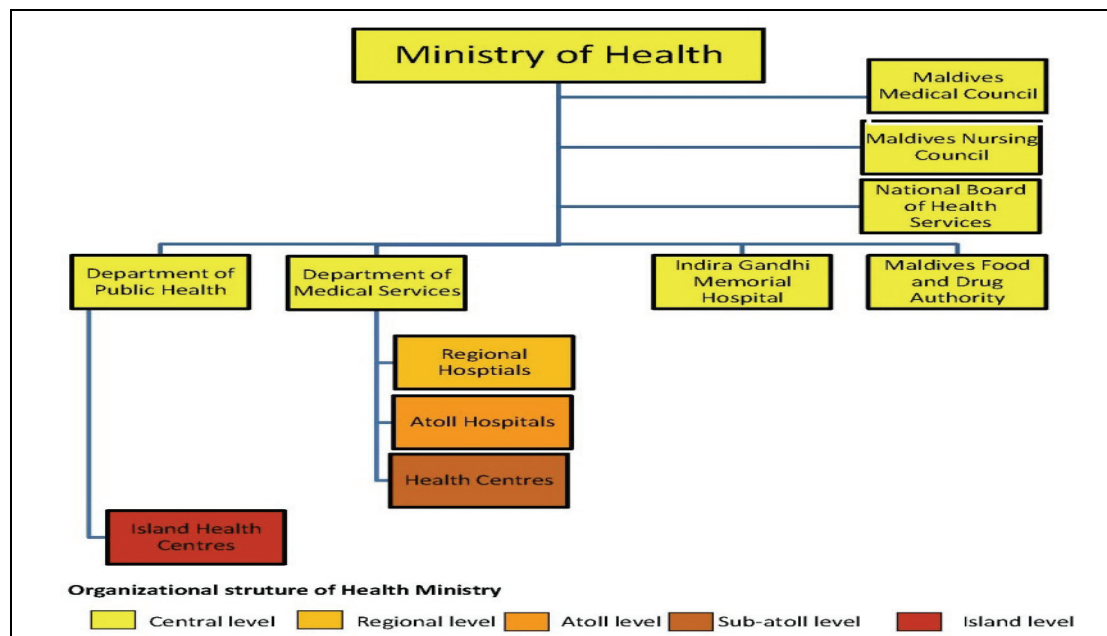 Ministry of Health
Maldives
Medical Council
Maldives Nursing
Council
National Board
of Health
Services
Department of
Public Health
Department of
Medical Services
Indira Gandhi
Memorial
Hospital
Maldives Food
and Drug
Authority
Regional
Hosptials
Atoll Hospitals
Health Centres
Island Health
Centres
Organizational struture of Health Ministry
Central level
Regional level
Atoll level
Sub-atoll level
Island level